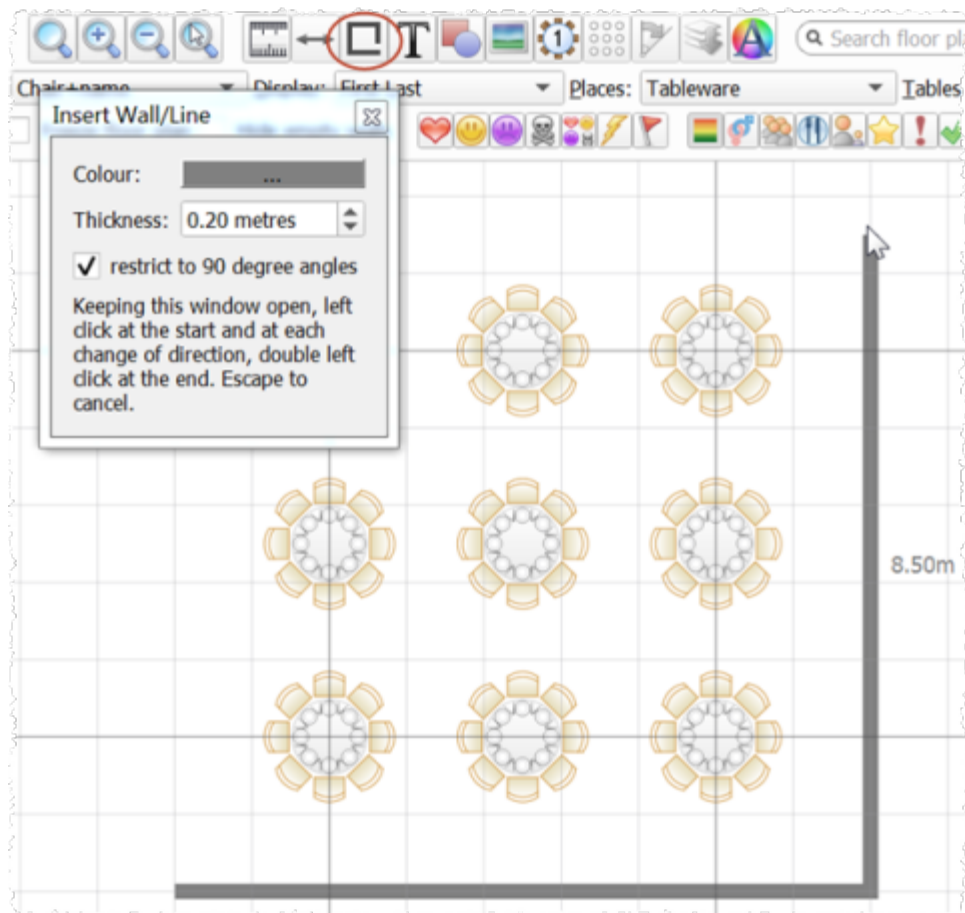 T 1 A Search floor pl
Chair+name Display: First Last Places: Tableware Tables
Insert Wall/Line
Colour: ...
Thickness: 0.20 metres
restrict to 90 degree angles
Keeping this window open, left
click at the start and at each
change of direction, double left
click at the end. Escape to
cancel.
8.50m